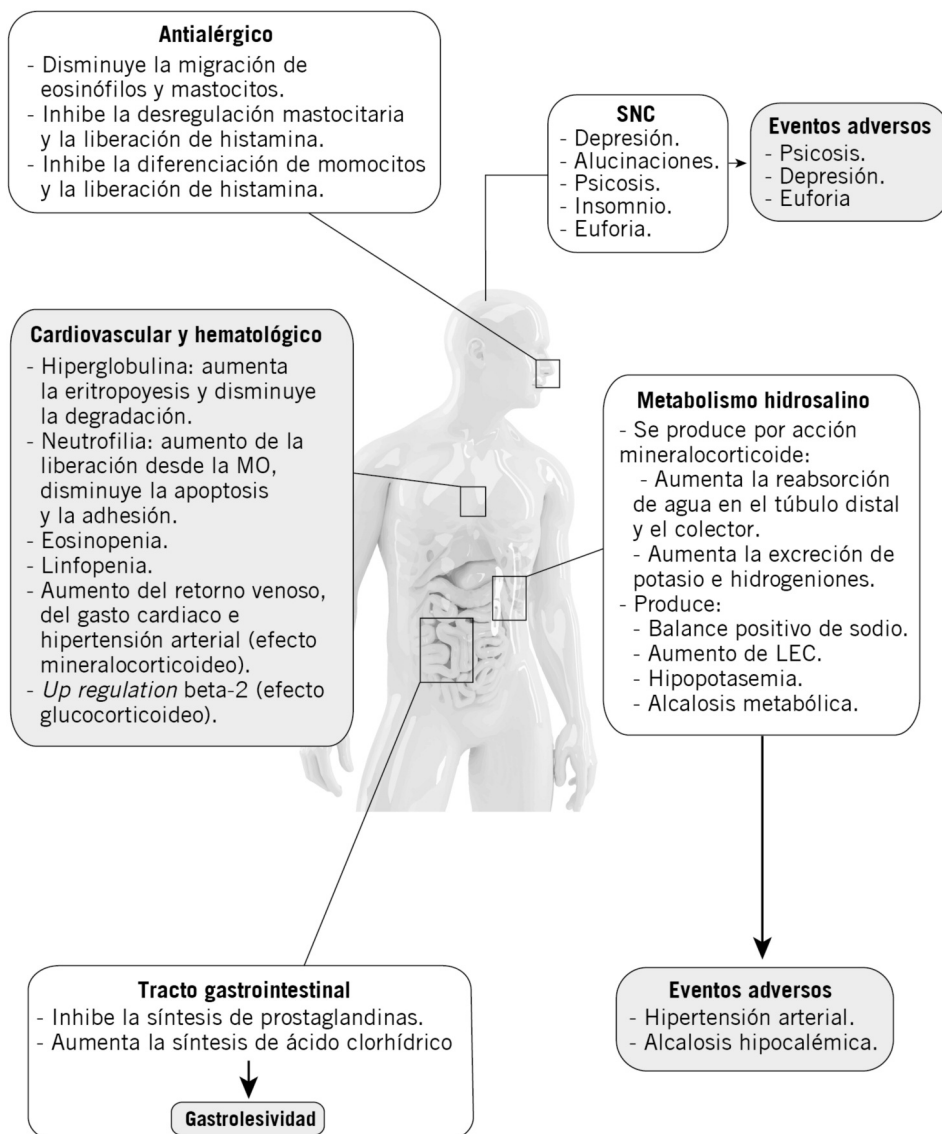 Antialérgico
- Disminuye la migración de
eosinófilos y mastocitos.
- Inhibe la desregulación mastocitaria
y la liberación de histamina.
- Inhibe la diferenciación de momocitos
y la liberación de histamina.
SNC
- Depresión.
- Alucinaciones.
- Psicosis.
- Insomnio.
- Euforia.
Eventos adversos
- Psicosis.
- Depresión.
- Euforia
Cardiovascular y hematológico
- Hiperglobulina: aumenta
la eritropoyesis y disminuye
la degradación.
- Neutrofilia: aumento de la
liberación desde la MO,
disminuye la apoptosis
y la adhesión.
- Eosinopenia.
- Linfopenia.
- Aumento del retorno venoso,
del gasto cardiaco e
hipertensión arterial (efecto
mineralocorticoideo).
- Up regulation beta-2 (efecto
glucocorticoideo).
Metabolismo hidrosalino
- Se produce por acción
mineralocorticoide:
- Aumenta la reabsorción
de agua en el túbulo distal
y el colector.
- Aumenta la excreción de
potasio e hidrogeniones.
- Produce:
- Balance positivo de sodio.
- Aumento de LEC.
- Hipopotasemia.
- Alcalosis metabólica.
Tracto gastrointestinal
- Inhibe la síntesis de prostaglandinas.
- Aumenta la síntesis de ácido clorhídrico
Gastrolesividad
Eventos adversos
- Hipertensión arterial.
- Alcalosis hipocalémica.